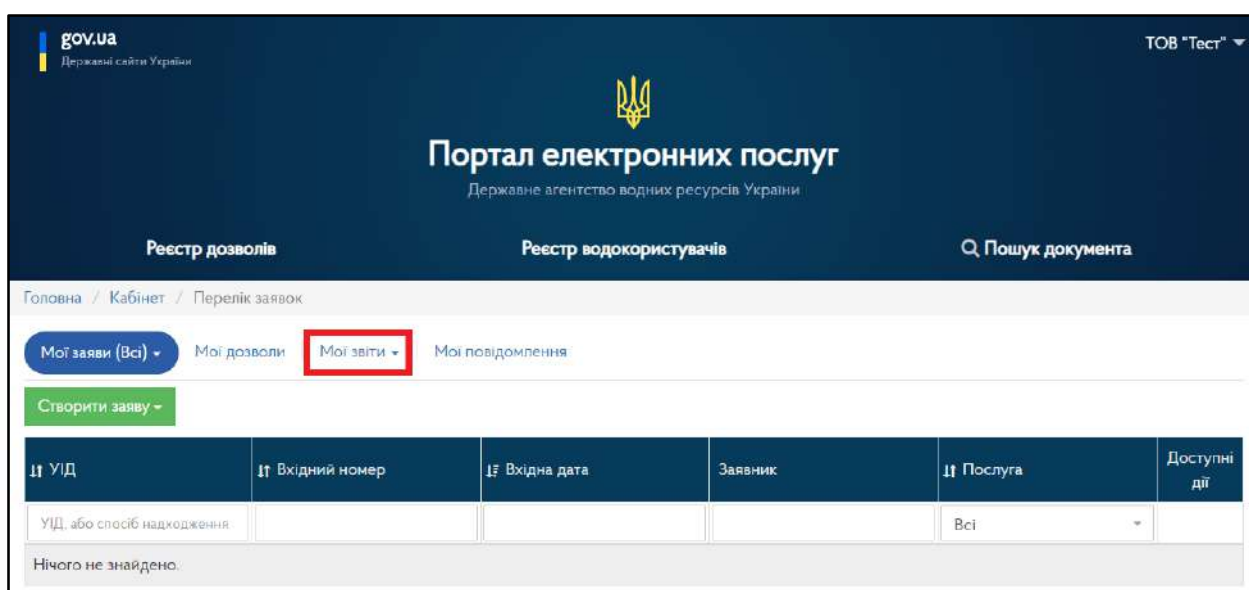 gov.ua
Державні сайти України
ТОВ "Тест"
Портал електронних послуг
Державне агентство водних ресурсів України
Реєстр дозволів Реєстр водокористувачів Пошук документа
Головна / Кабінет / Перелік заявок
Мої заяви (Всі) Мої дозволи Мої звіти Мої повідомлення
Створити заяву
УІД Вхідний номер Вхідна дата Заявник Послуга Доступні дії
УІД, або спосіб надходження Всі
Нічого не знайдено.